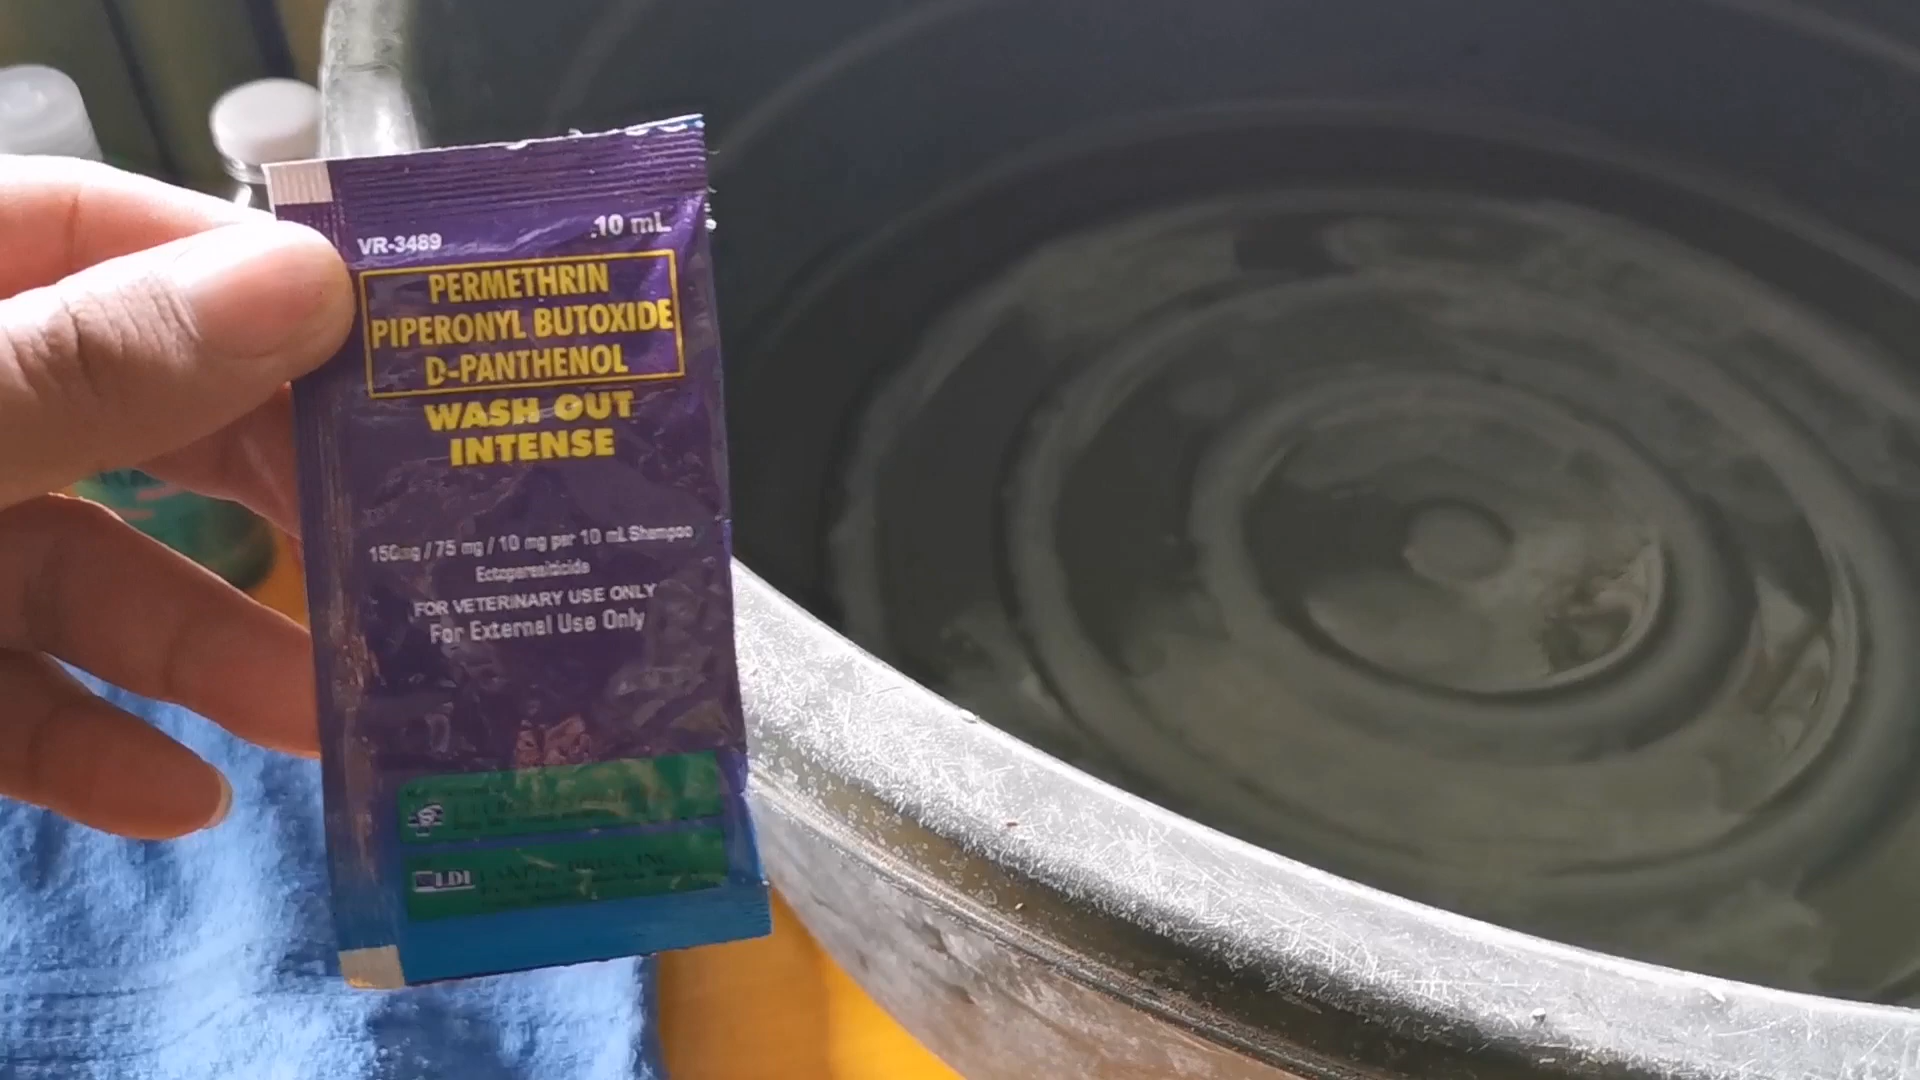 VR-3489
10 mL
PERMETHRIN
PIPERONYL BUTOXIDE
D-PANTHENOL
WASH OUT
INTENSE
150mg / 75 mg / 10 mg per 10 mL Shampoo
Ectoparasiticide
FOR VETERINARY USE ONLY
For External Use Only
LDI